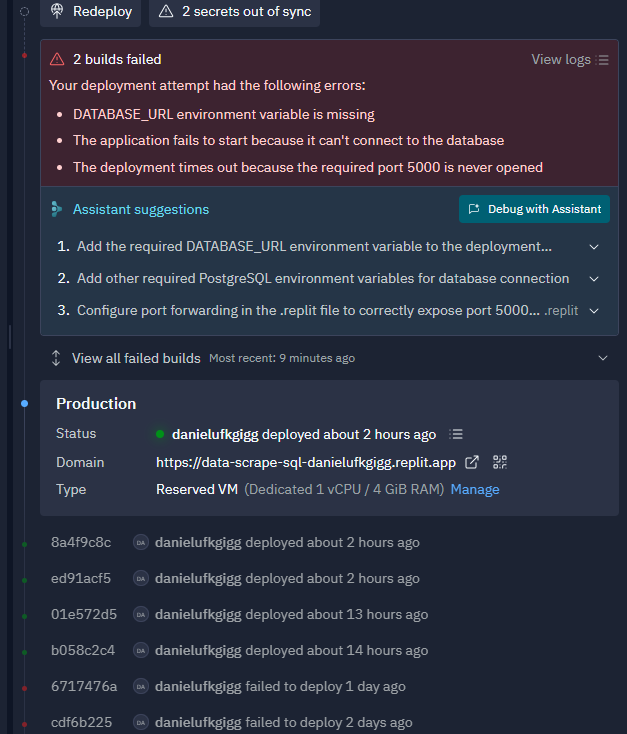 Redeploy 2 secrets out of sync
2 builds failed View logs
Your deployment attempt had the following errors:
• DATABASE_URL environment variable is missing
• The application fails to start because it can't connect to the database
• The deployment times out because the required port 5000 is never opened
Assistant suggestions Debug with Assistant
1. Add the required DATABASE_URL environment variable to the deployment...
2. Add other required PostgreSQL environment variables for database connection
3. Configure port forwarding in the .replit file to correctly expose port 5000... .replit
View all failed builds Most recent: 9 minutes ago
Production
Status danielufkgigg deployed about 2 hours ago
Domain https://data-scrape-sql-danielufkgigg.replit.app
Type Reserved VM (Dedicated 1 vCPU / 4 GiB RAM) Manage
8a4f9c8c DA danielufkgigg deployed about 2 hours ago
ed91acf5 DA danielufkgigg deployed about 2 hours ago
01e572d5 DA danielufkgigg deployed about 13 hours ago
b058c2c4 DA danielufkgigg deployed about 14 hours ago
6717476a DA danielufkgigg failed to deploy 1 day ago
cdf6b225 DA danielufkgigg failed to deploy 2 days ago